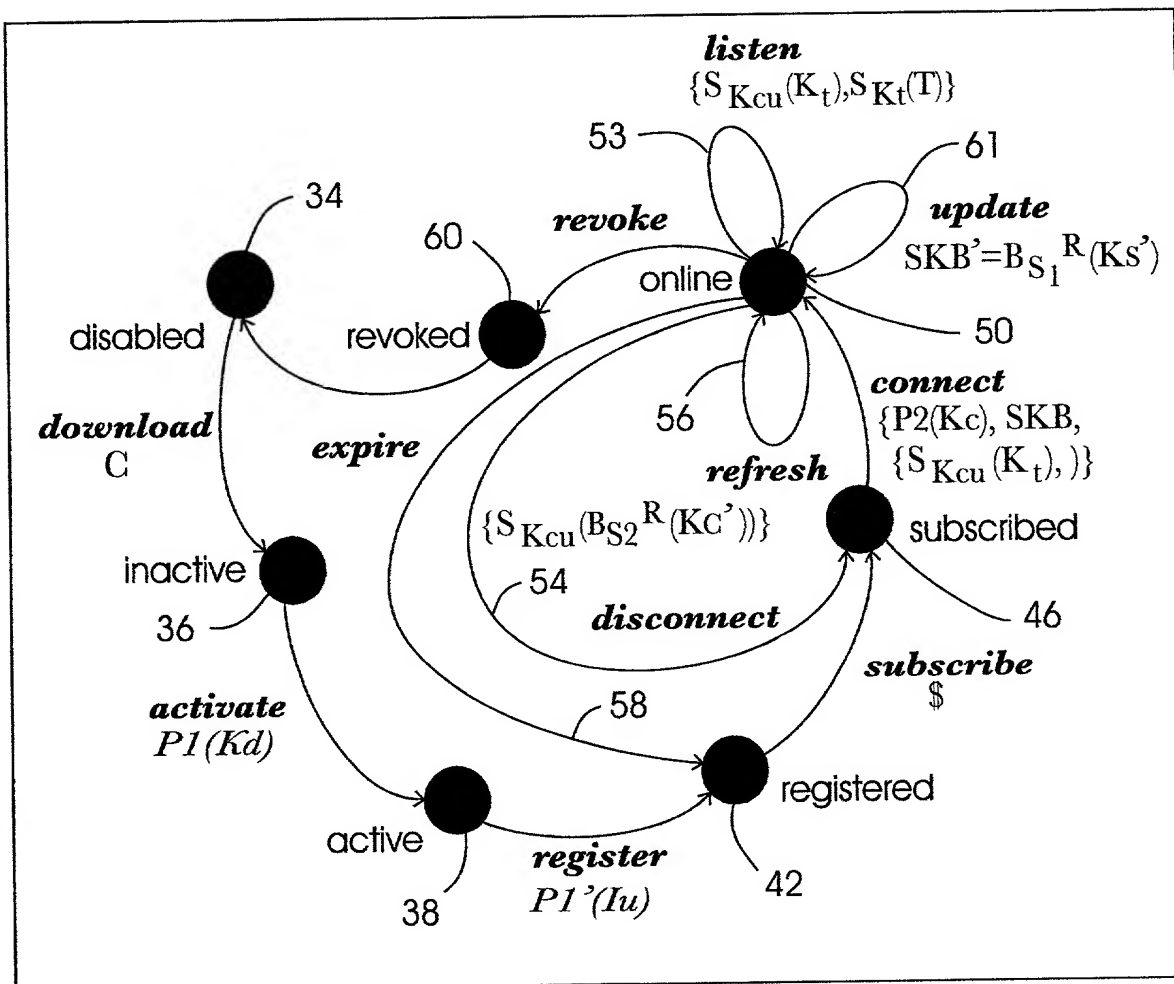 listen
{S Kcu(Kt),S Kt(T)}
53
61
34
revoke
update
60
SKB'=B S1 R(Ks')
online
disabled
revoked
50
56
connect
download
{P2(Kc), SKB,
C
expire
{S Kcu(Kt), )}
refresh
{S Kcu(B S2 R(Kc'))}
subscribed
inactive
54
36
disconnect
46
subscribe
$
activate
58
P1(Kd)
registered
active
register
42
P1'(Iu)
38